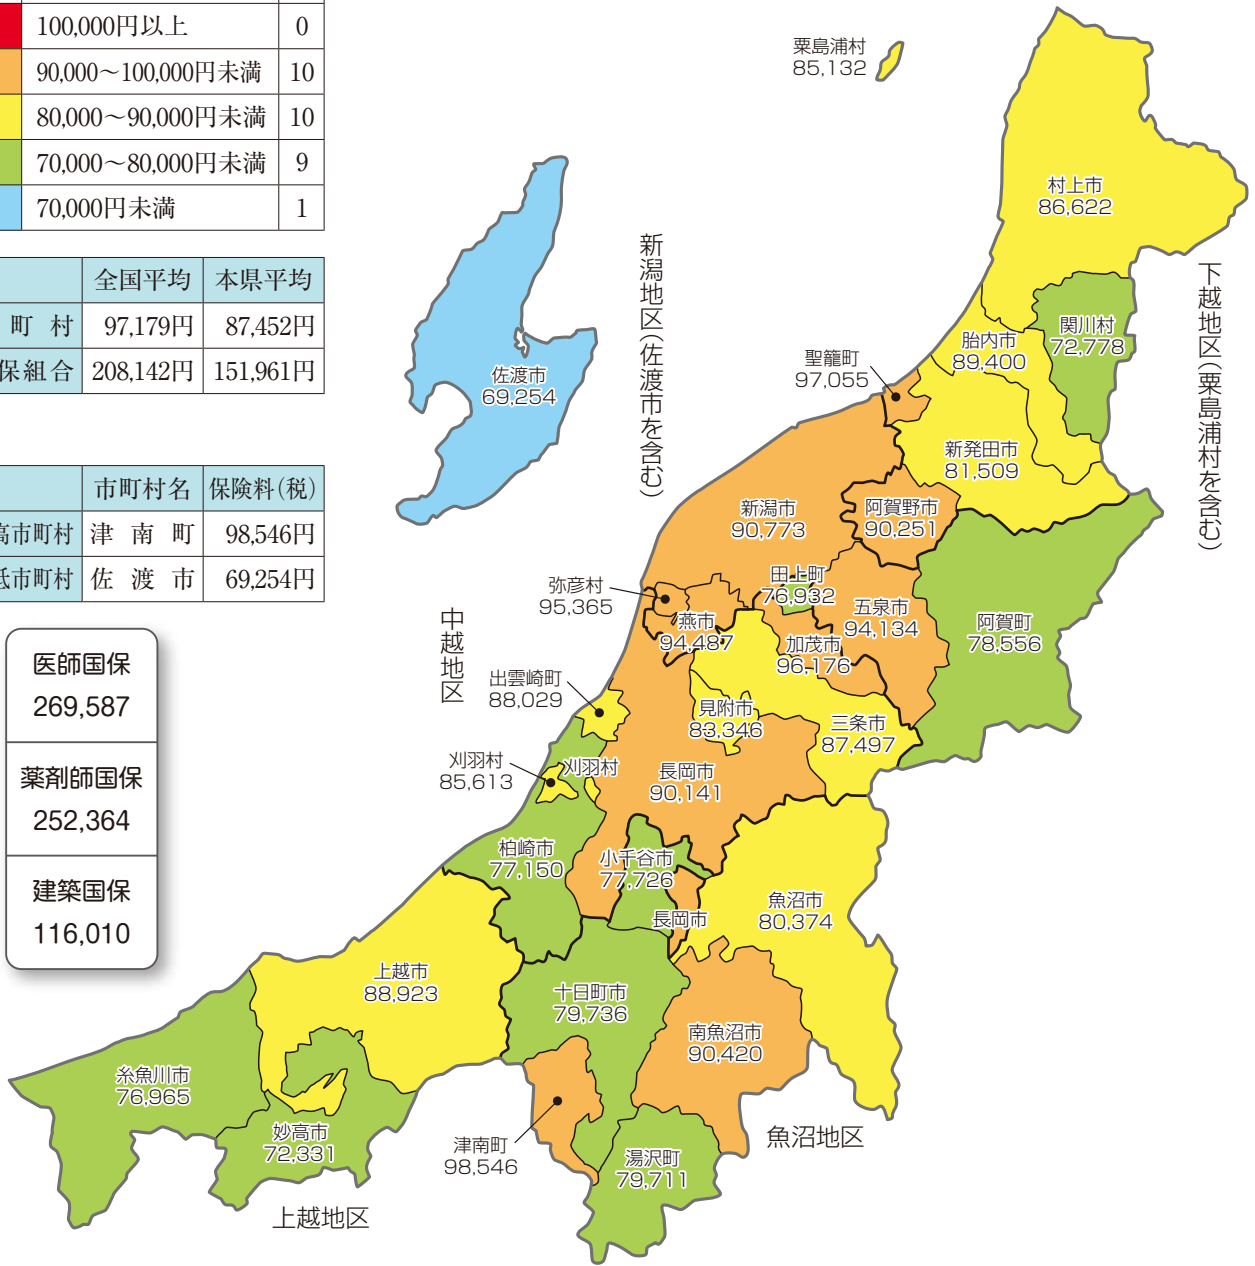 100,000円以上 0
90,000～100,000円未満 10
80,000～90,000円未満 10
70,000～80,000円未満 9
70,000円未満 1
全国平均 本県平均
町村 97,179円 87,452円
保組合 208,142円 151,961円
市町村名 保険料(税)
高市町村 津南町 98,546円
低市町村 佐渡市 69,254円
医師国保
269,587
薬剤師国保
252,364
建築国保
116,010
粟島浦村
85,132
村上市
86,622
下越地区(粟島浦村を含む)
関川村
72,778
胎内市
89,400
聖籠町
97,055
新発田市
81,509
新潟地区(佐渡市を含む)
佐渡市
69,254
新潟市
90,773
阿賀野市
90,251
田上町
76,932
五泉市
94,134
阿賀町
78,556
弥彦村
95,365
燕市
94,487
加茂市
96,176
中越地区
出雲崎町
88,029
見附市
83,346
三条市
87,497
刈羽村
85,613
刈羽村
長岡市
90,141
柏崎市
77,150
小千谷市
77,726
長岡市
魚沼市
80,374
上越市
88,923
十日町市
79,736
南魚沼市
90,420
糸魚川市
76,965
妙高市
72,331
津南町
98,546
湯沢町
79,711
魚沼地区
上越地区